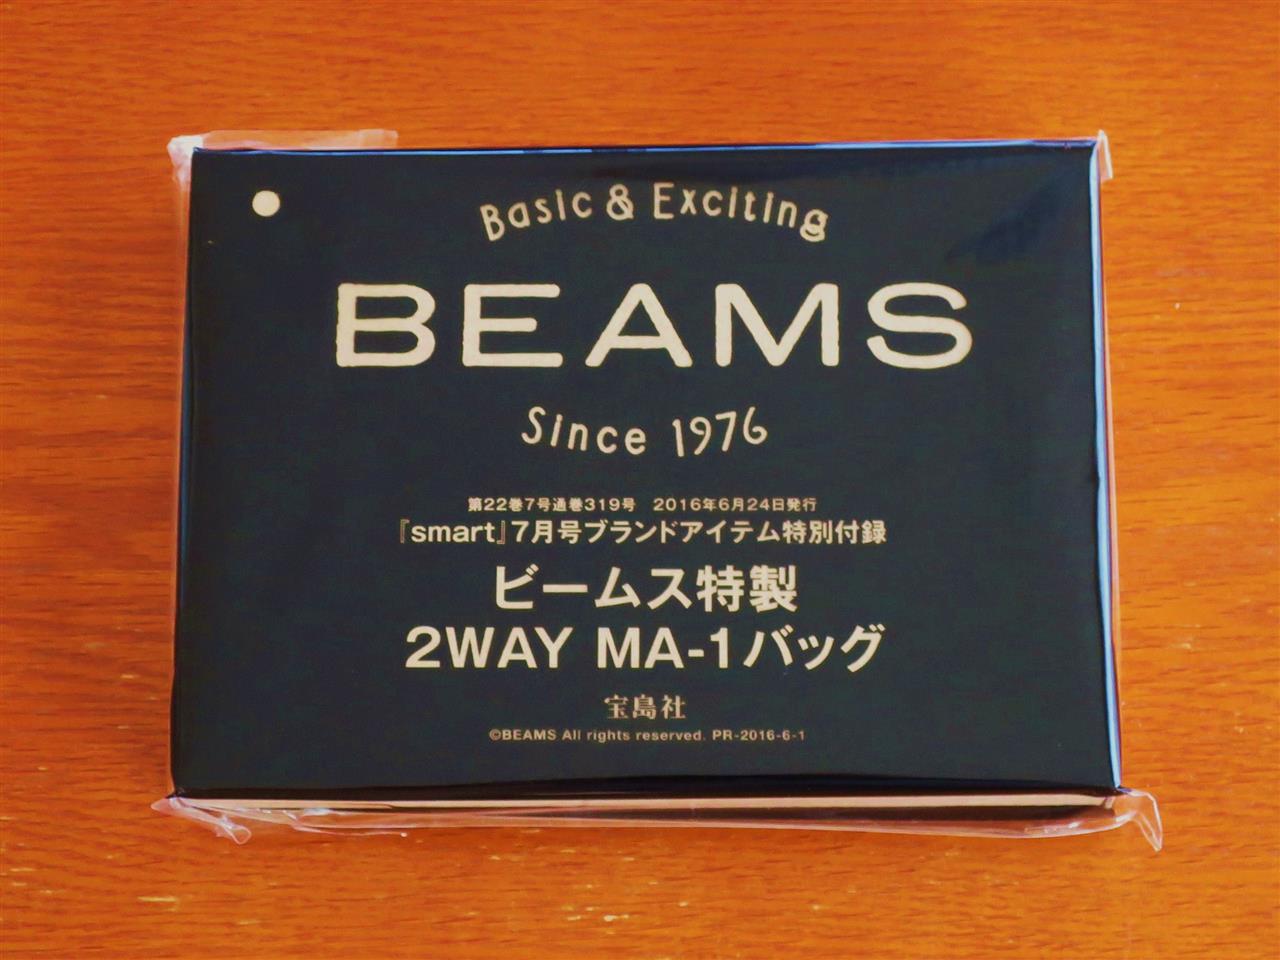 Basic & Exciting
BEAMS
Since 1976
第22巻7号通巻319号　2016年6月24日発行
『smart』7月号ブランドアイテム特別付録
ビームス特製
2WAY MA-1バッグ
宝島社
©BEAMS All rights reserved. PR-2016-6-1